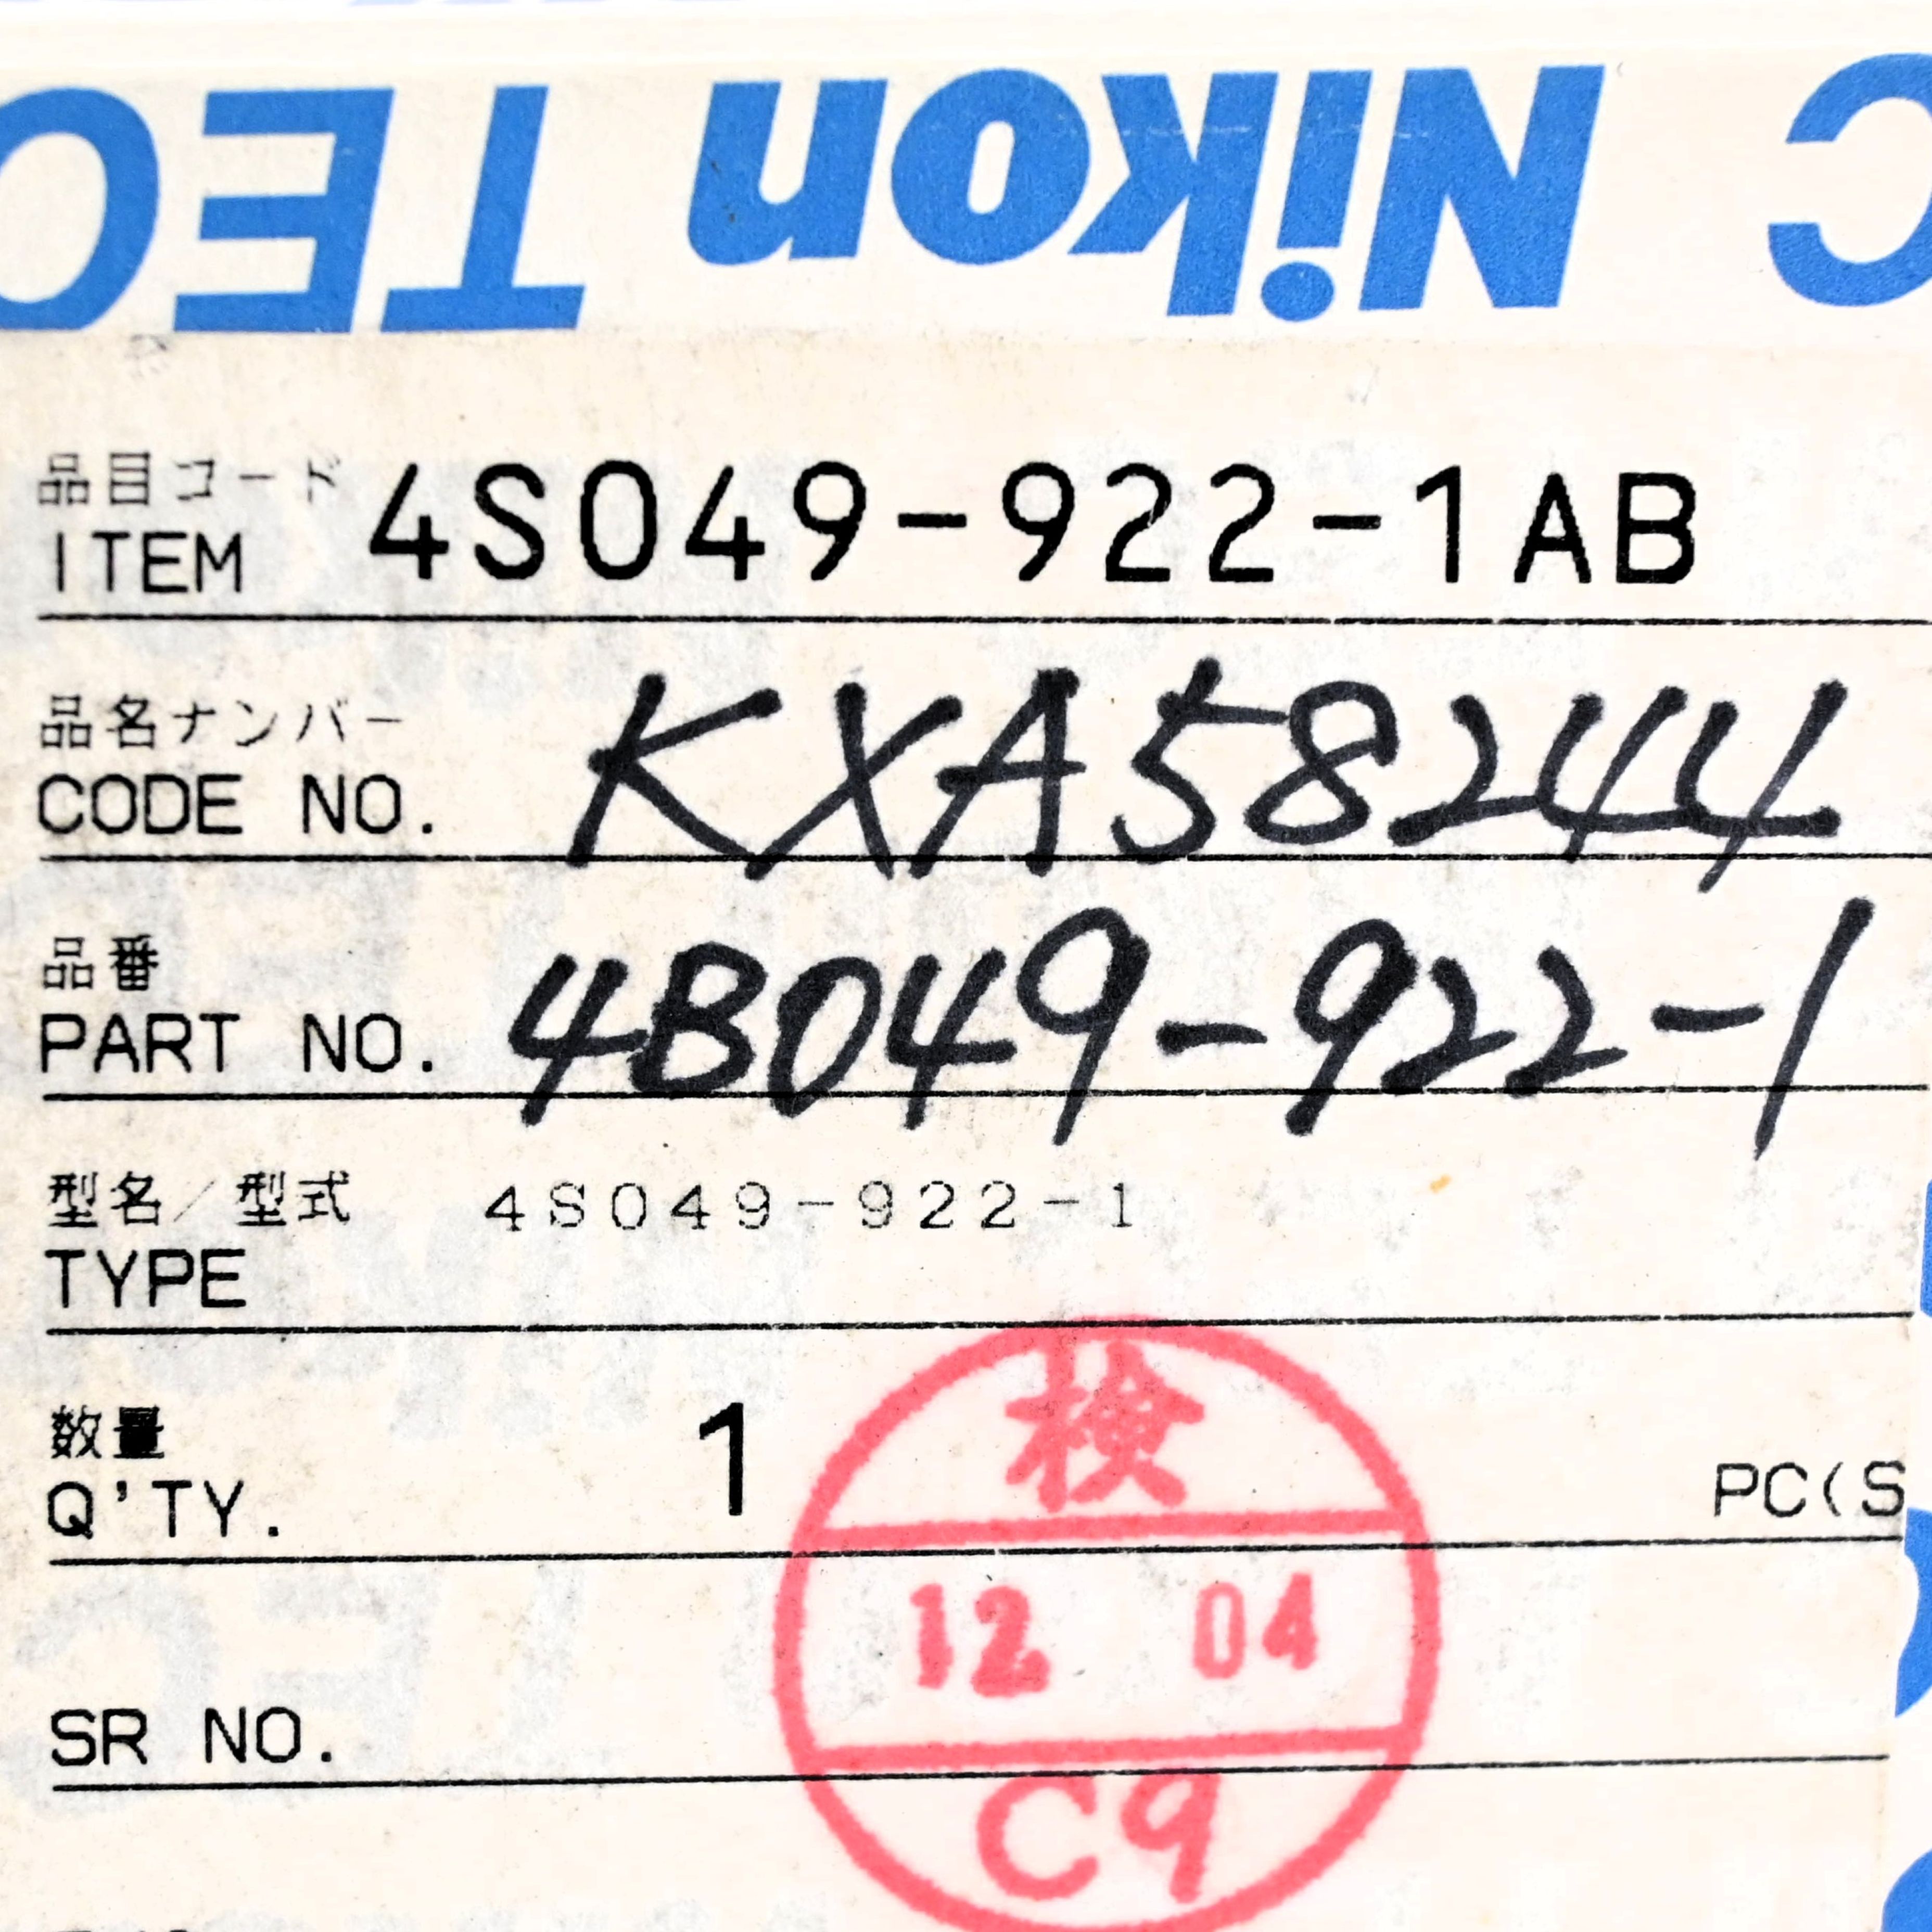 TEC Nikon C
品目コード
ITEM 4S049-922-1AB
品名ナンバー
CODE NO. KXA58244
品番
PART NO. 4B049-922-1
型名/型式 4S049-922-1
TYPE
数量
Q'TY. 1 PC(S
検
12 04
SR NO.
C9